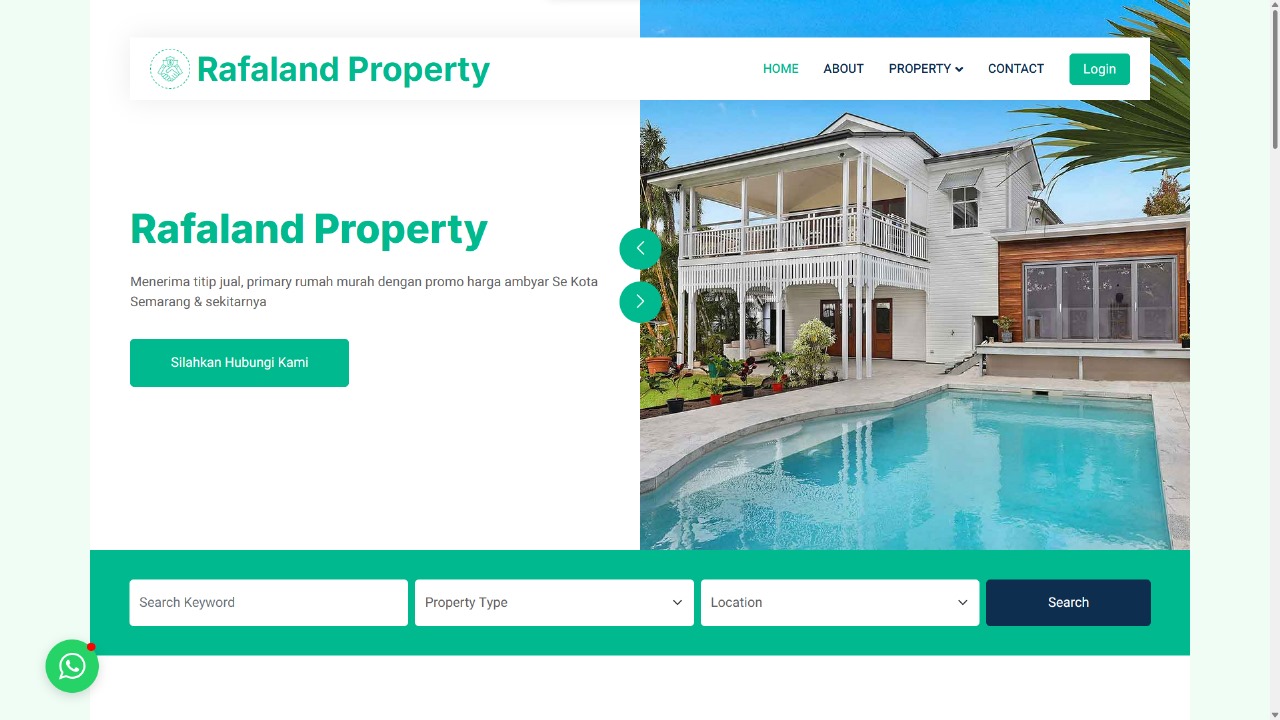 Rafaland Property
HOME
ABOUT
PROPERTY
CONTACT
Login
Rafaland Property
Menerima titip jual, primary rumah murah dengan promo harga ambyar Se Kota
Semarang & sekitarnya
Silahkan Hubungi Kami
Search Keyword
Property Type
Location
Search